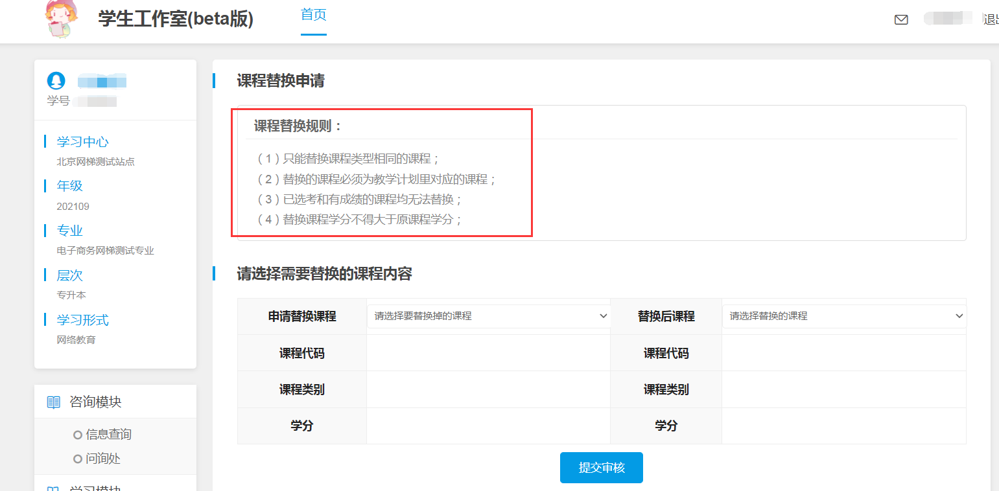 学生工作室(beta版)
首页
退出
学号
学习中心
北京网梯测试站点
年级
202109
专业
电子商务网梯测试专业
层次
专升本
学习形式
网络教育
咨询模块
信息查询
问询处
学习模块
课程替换申请
课程替换规则：
（1）只能替换课程类型相同的课程；
（2）替换的课程必须为教学计划里对应的课程；
（3）已选考和有成绩的课程均无法替换；
（4）替换课程学分不得大于原课程学分；
请选择需要替换的课程内容
申请替换课程 请选择要替换掉的课程 替换后课程 请选择替换的课程
课程代码 课程代码
课程类别 课程类别
学分 学分
提交审核